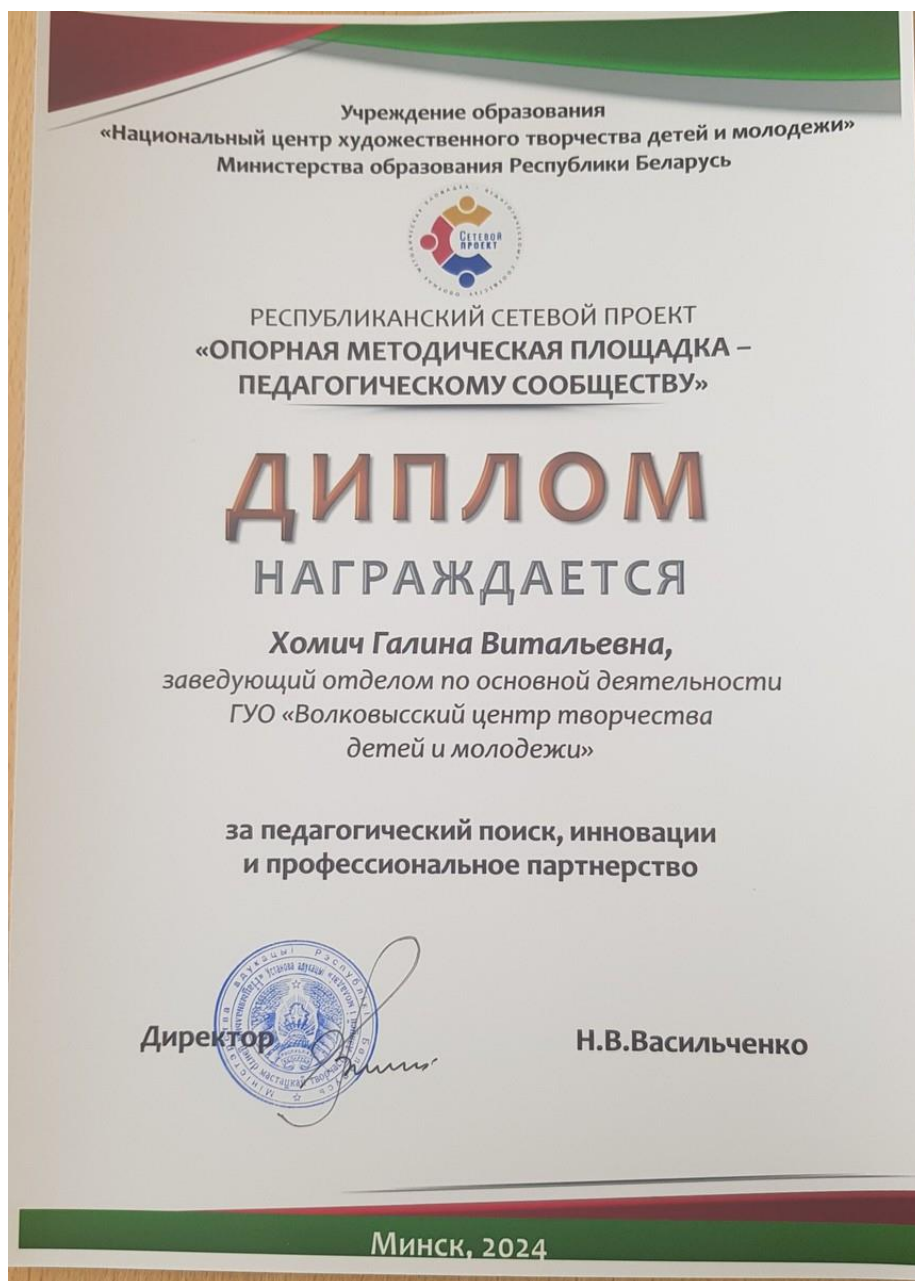 Учреждение образования
«Национальный центр художественного творчества детей и молодежи»
Министерства образования Республики Беларусь
СЕТЕВОЙ
ПРОЕКТ
РЕСПУБЛИКАНСКИЙ СЕТЕВОЙ ПРОЕКТ
«ОПОРНАЯ МЕТОДИЧЕСКАЯ ПЛОЩАДКА –
ПЕДАГОГИЧЕСКОМУ СООБЩЕСТВУ»
ДИПЛОМ
НАГРАЖДАЕТСЯ
Хомич Галина Витальевна,
заведующий отделом по основной деятельности
ГУО «Волковысский центр творчества
детей и молодежи»
за педагогический поиск, инновации
и профессиональное партнерство
Директор
Н.В.Васильченко
Минск, 2024